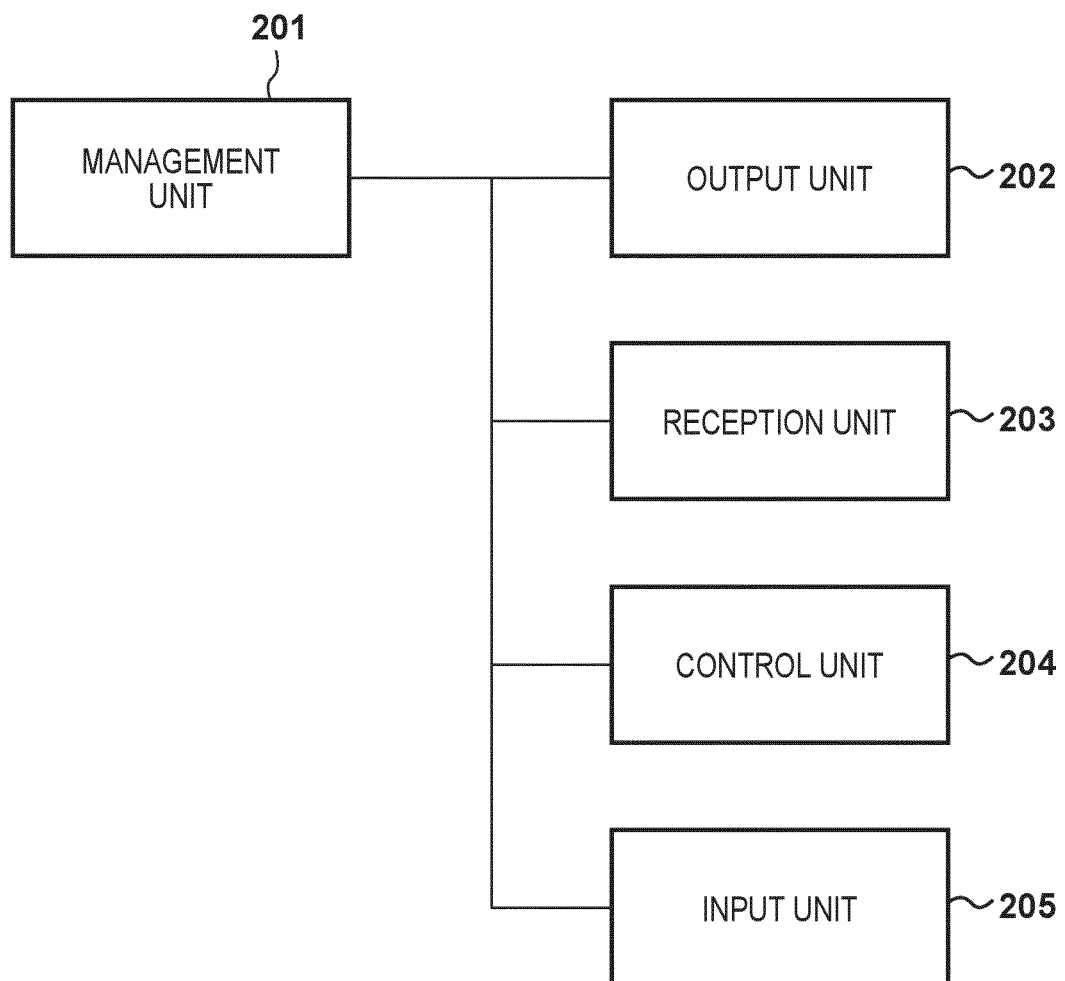 201
MANAGEMENT
UNIT
OUTPUT UNIT
202
RECEPTION UNIT
203
CONTROL UNIT
204
INPUT UNIT
205